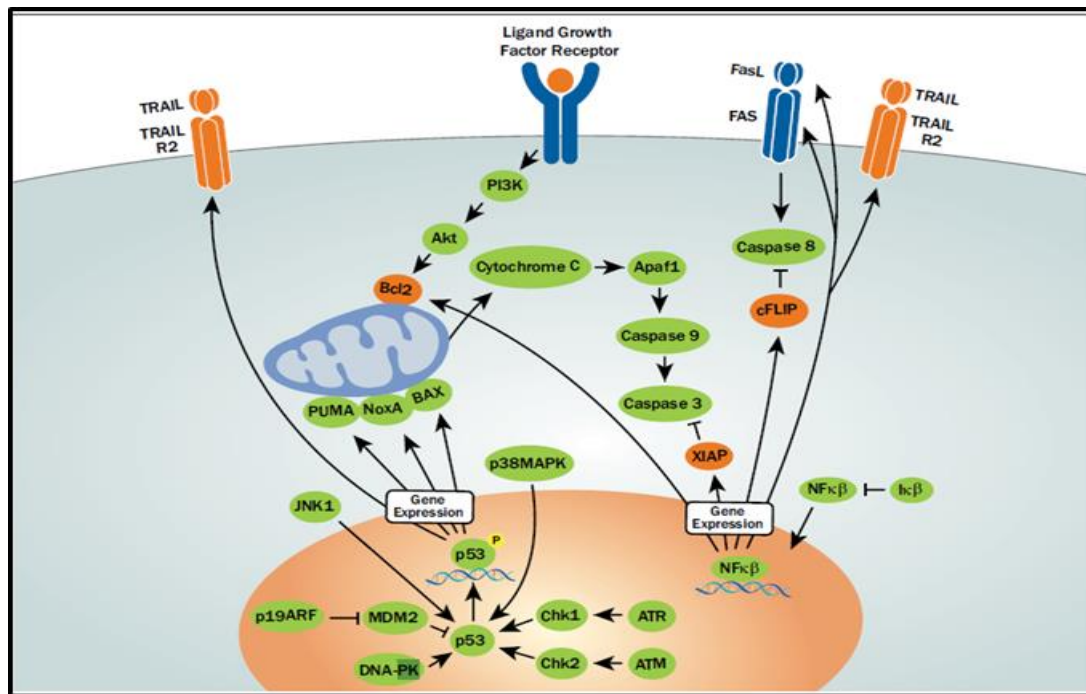 Ligand Growth
Factor Receptor
FasL
FAS
TRAIL
TRAIL
R2
TRAIL
TRAIL
R2
PI3K
Akt
Bcl2
Cytochrome C
Apaf1
Caspase 8
cFLIP
Caspase 9
Caspase 3
XIAP
PUMA
NoxA
BAX
p38MAPK
JNK1
Gene
Expression
Gene
Expression
NFκβ
Iκβ
p53
P
NFκβ
p19ARF
MDM2
p53
Chk1
ATR
DNA-PK
Chk2
ATM